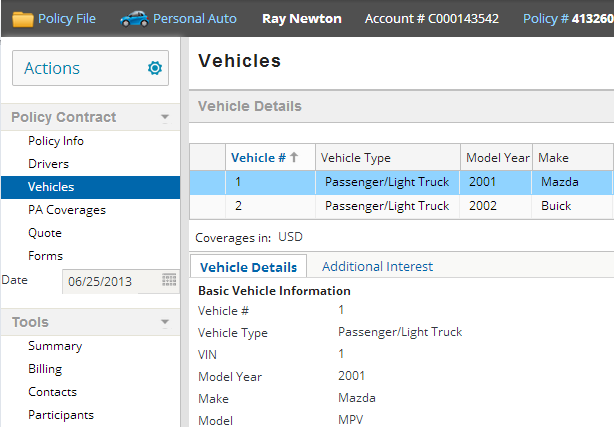 Policy File Personal Auto Ray Newton Account # C000143542 Policy # 413260
Actions
Policy Contract
Policy Info
Drivers
Vehicles
PA Coverages
Quote
Forms
Date 06/25/2013
Tools
Summary
Billing
Contacts
Participants
Vehicles
Vehicle Details
Vehicle # Vehicle Type Model Year Make
1 Passenger/Light Truck 2001 Mazda
2 Passenger/Light Truck 2002 Buick
Coverages in: USD
Vehicle Details Additional Interest
Basic Vehicle Information
Vehicle # 1
Vehicle Type Passenger/Light Truck
VIN 1
Model Year 2001
Make Mazda
Model MPV